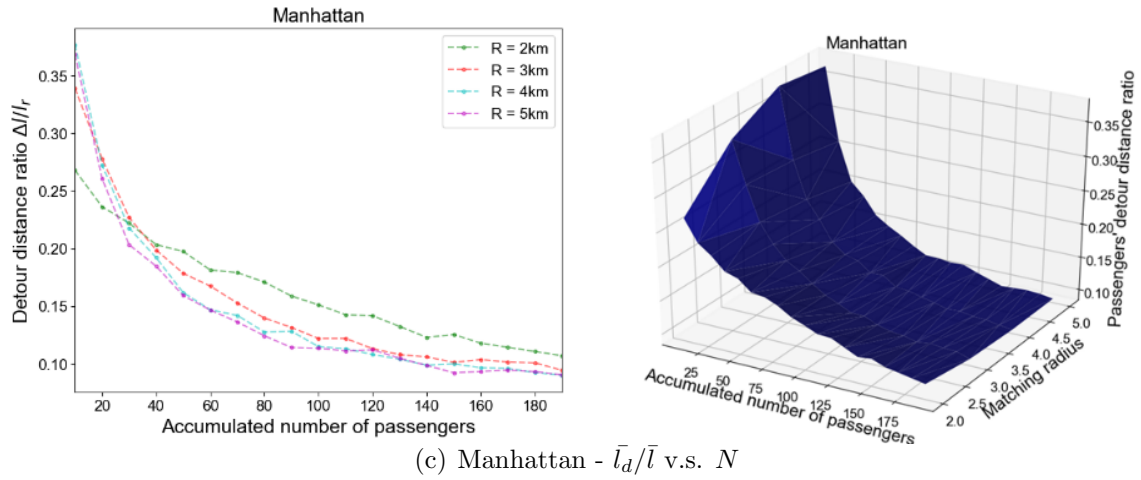 Manhattan
Detour distance ratio Δl/l_r
0.35
0.30
0.25
0.20
0.15
0.10
R = 2km
R = 3km
R = 4km
R = 5km
20 40 60 80 100 120 140 160 180
Accumulated number of passengers
Manhattan
Passengers' detour distance ratio
0.35
0.30
0.25
0.20
0.15
0.10
5.0
4.5
4.0
3.5
3.0
2.5
2.0
Matching radius
25 50 75 100 125 150 175
Accumulated number of passengers
(c) Manhattan - l̄_d/l̄ v.s. N